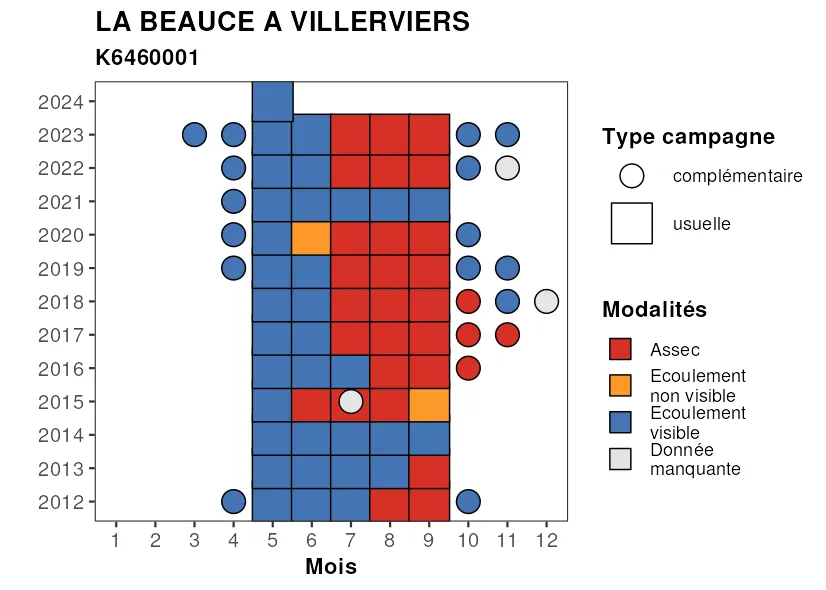 LA BEAUCE A VILLERVIERS
K6460001
2024
2023
2022
2021
2020
2019
2018
2017
2016
2015
2014
2013
2012
1 2 3 4 5 6 7 8 9 10 11 12
Mois
Type campagne
complémentaire
usuelle
Modalités
Assec
Ecoulement
non visible
Ecoulement
visible
Donnée
manquante